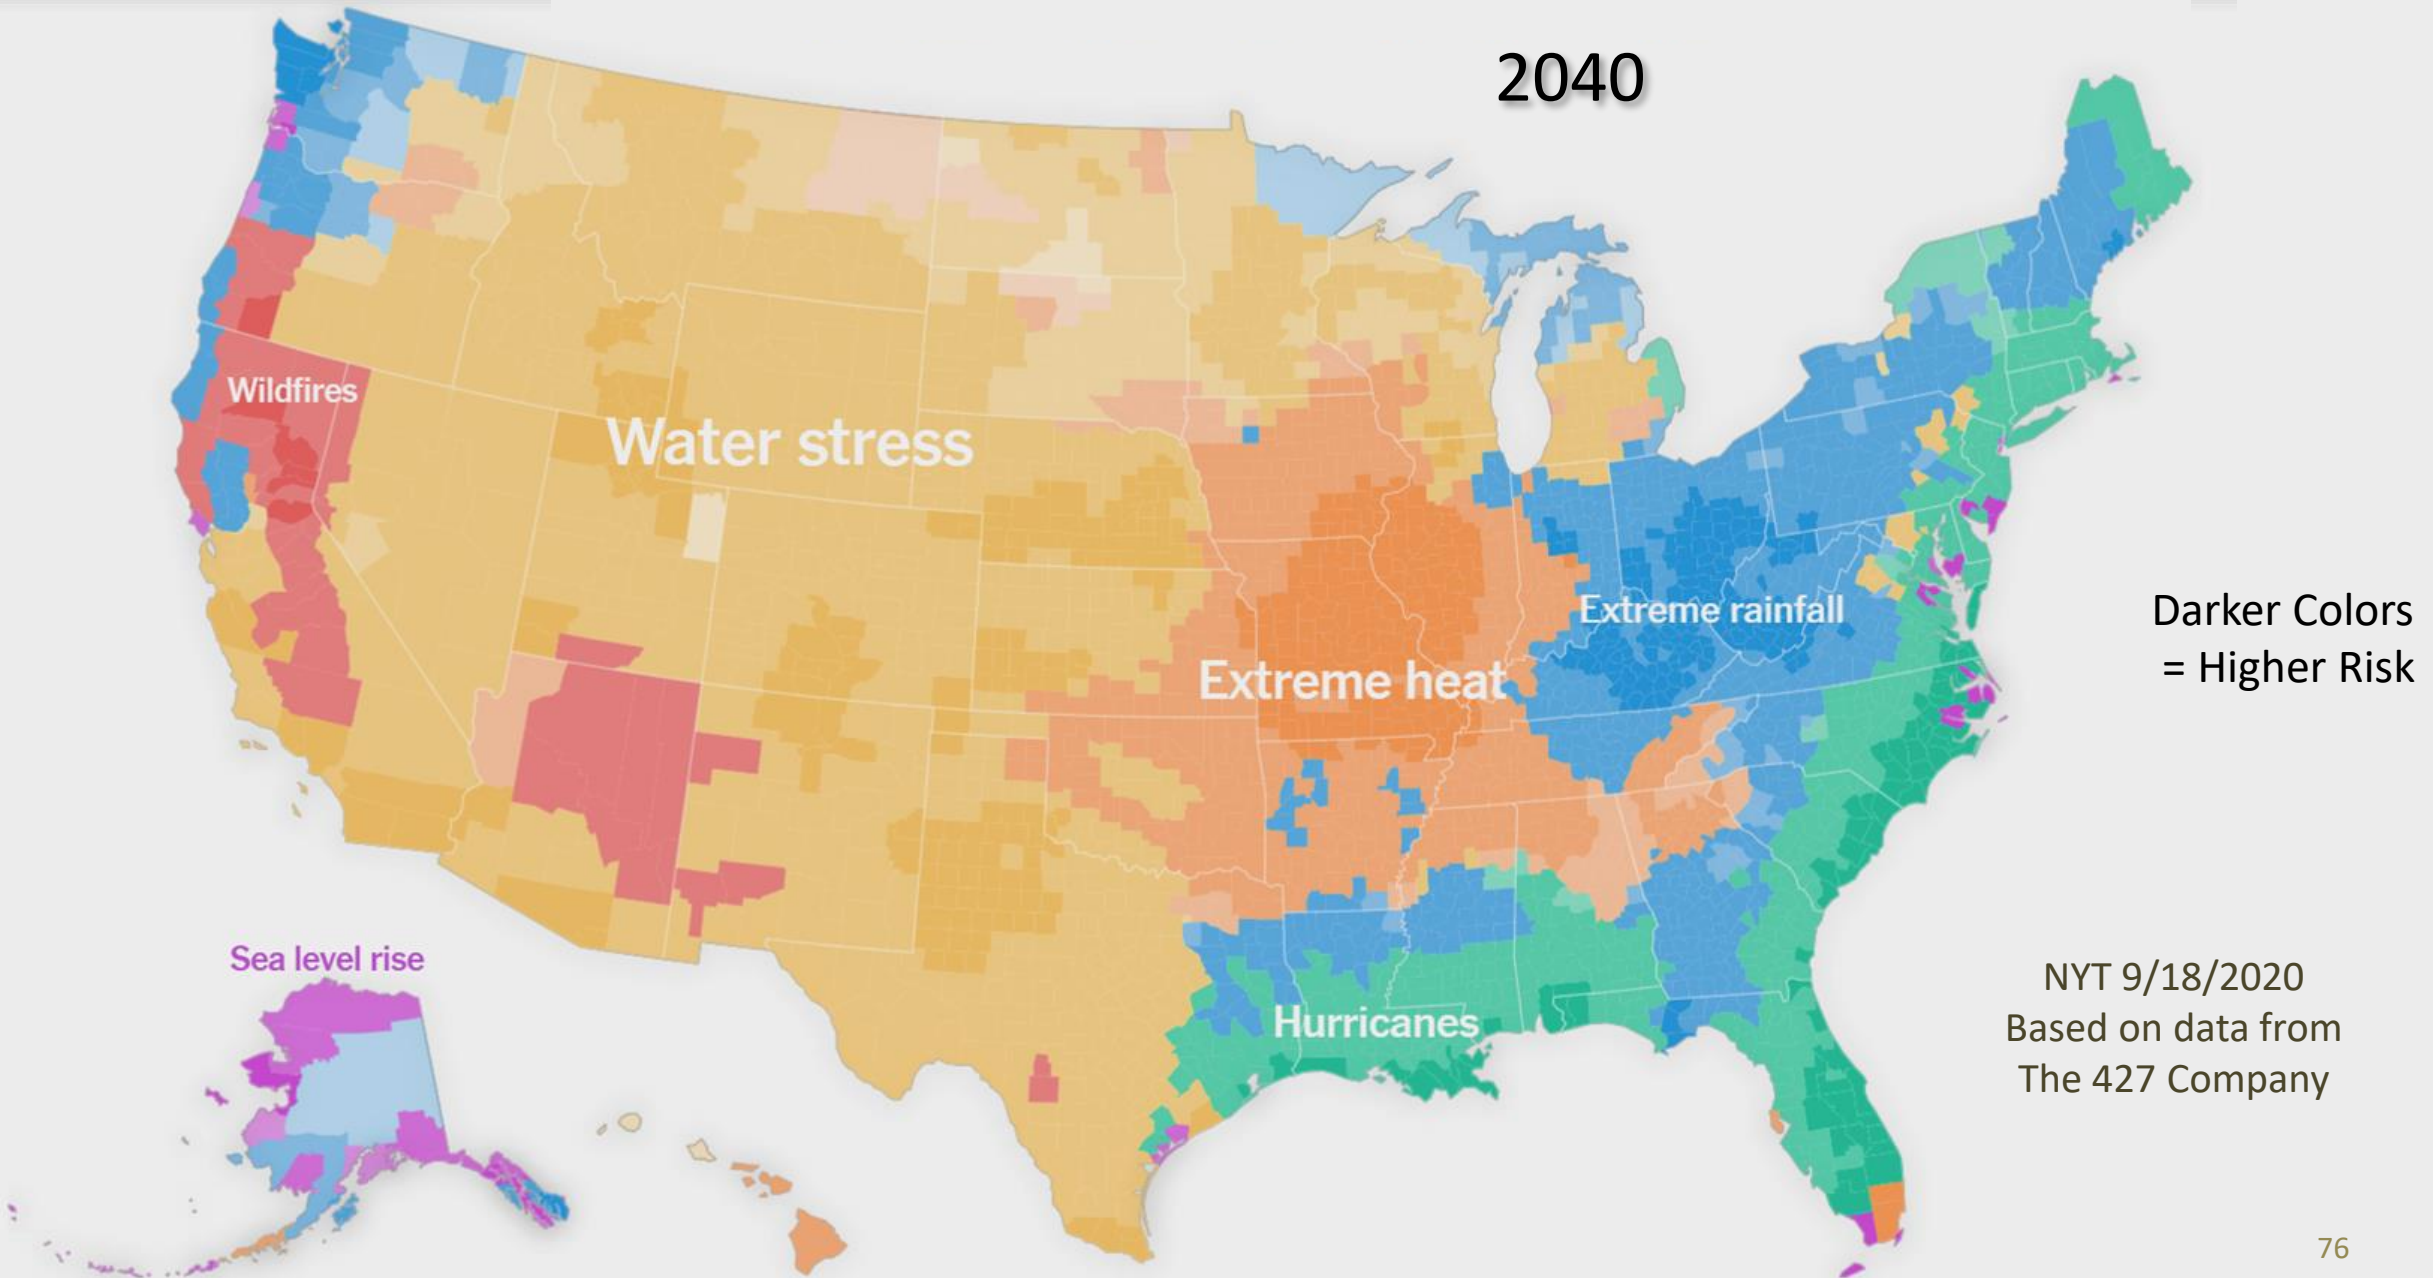 2040
Wildfires
Water stress
Extreme rainfall
Darker Colors
= Higher Risk
Extreme heat
Sea level rise
Hurricanes
NYT 9/18/2020
Based on data from
The 427 Company
76